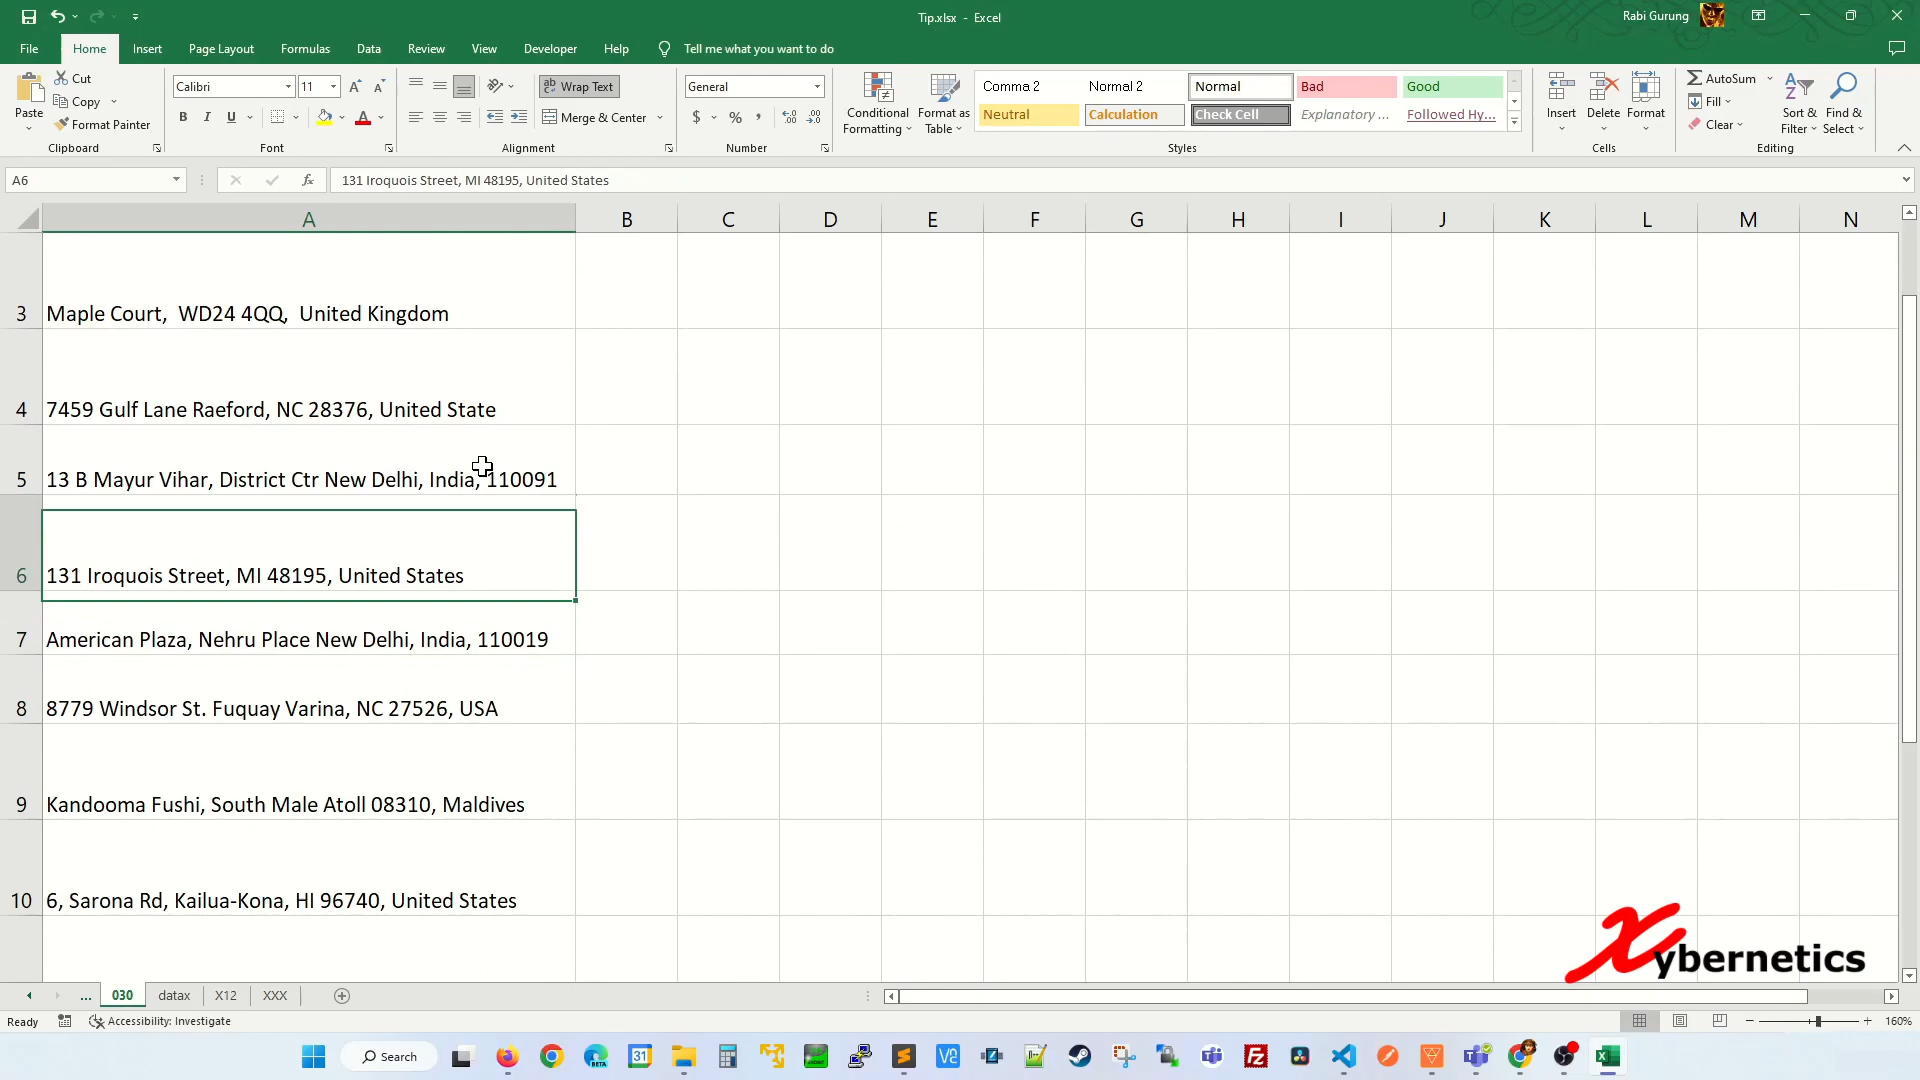 Tip.xlsx - Excel
Rabi Gurung
File Home Insert Page Layout Formulas Data Review View Developer Help Tell me what you want to do
Paste
Cut
Copy
Format Painter
Clipboard
Calibri 11
B I U
Font
Wrap Text
Merge & Center
Alignment
General
$ % ,
Number
Conditional Formatting
Format as Table
Comma 2 Normal 2 Normal Bad Good
Neutral Calculation Check Cell Explanatory ... Followed Hy...
Styles
Insert Delete Format
Cells
AutoSum
Fill
Clear
Sort & Filter
Find & Select
Editing
A6 fx 131 Iroquois Street, MI 48195, United States
A B C D E F G H I J K L M N
3 Maple Court,  WD24 4QQ,  United Kingdom
4 7459 Gulf Lane Raeford, NC 28376, United State
5 13 B Mayur Vihar, District Ctr New Delhi, India, 110091
6 131 Iroquois Street, MI 48195, United States
7 American Plaza, Nehru Place New Delhi, India, 110019
8 8779 Windsor St. Fuquay Varina, NC 27526, USA
9 Kandooma Fushi, South Male Atoll 08310, Maldives
10 6, Sarona Rd, Kailua-Kona, HI 96740, United States
Xybernetics
... 030 datax X12 XXX
Ready Accessibility: Investigate 160%
Search